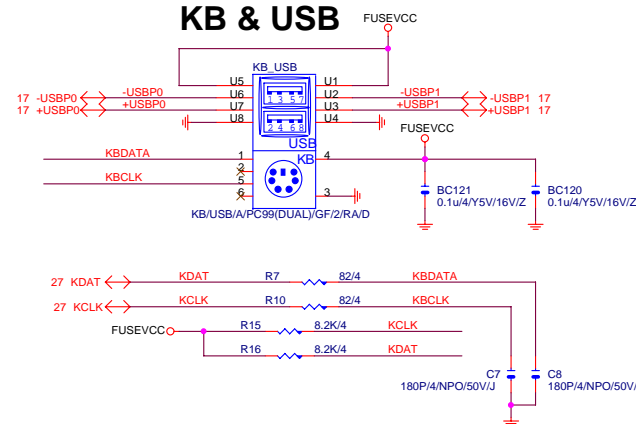 KB & USB
FUSEVCC
KB_USB
U5 U1
17 -USBP0 -USBP0 U6 U2 -USBP1 -USBP1 17
17 +USBP0 +USBP0 U7 U3 +USBP1 +USBP1 17
U8 U4
1 3 5 7
2 4 6 8
USB
FUSEVCC
KBDATA 1 KB 4
2
KBCLK 5
6 3
KB/USB/A/PC99(DUAL)/GF/2/RA/D
BC121
0.1u/4/Y5V/16V/Z
BC120
0.1u/4/Y5V/16V/Z
27 KDAT KDAT R7 82/4 KBDATA
27 KCLK KCLK R10 82/4 KBCLK
FUSEVCC R15 8.2K/4 KCLK
R16 8.2K/4 KDAT
C7
180P/4/NPO/50V/J
C8
180P/4/NPO/50V/